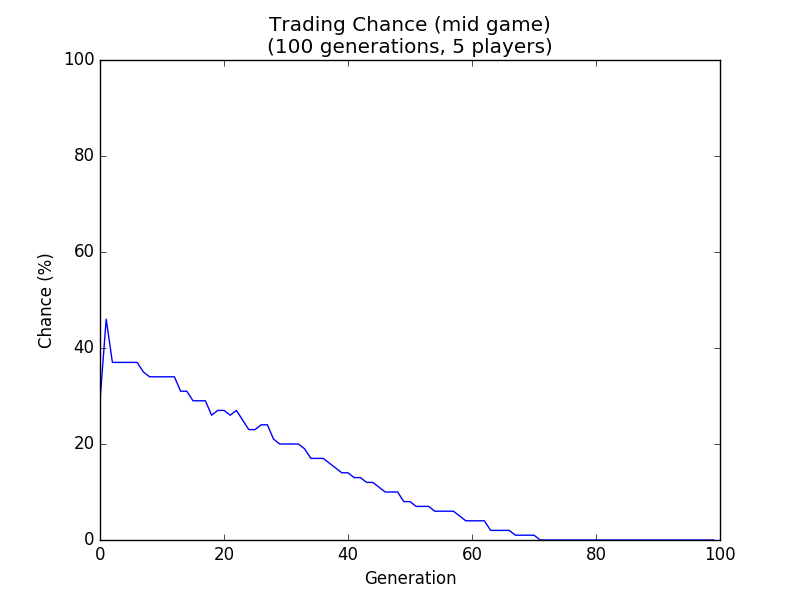 Trading Chance (mid game)
(100 generations, 5 players)
100
80
60
40
20
0
Chance (%)
0 20 40 60 80 100
Generation